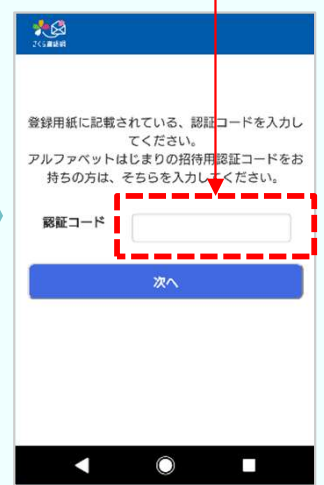 さくら連絡網
登録用紙に記載されている、認証コードを入力し
てください。
アルファベットはじまりの招待用認証コードをお
持ちの方は、そちらを入力してください。
認証コード
次へ